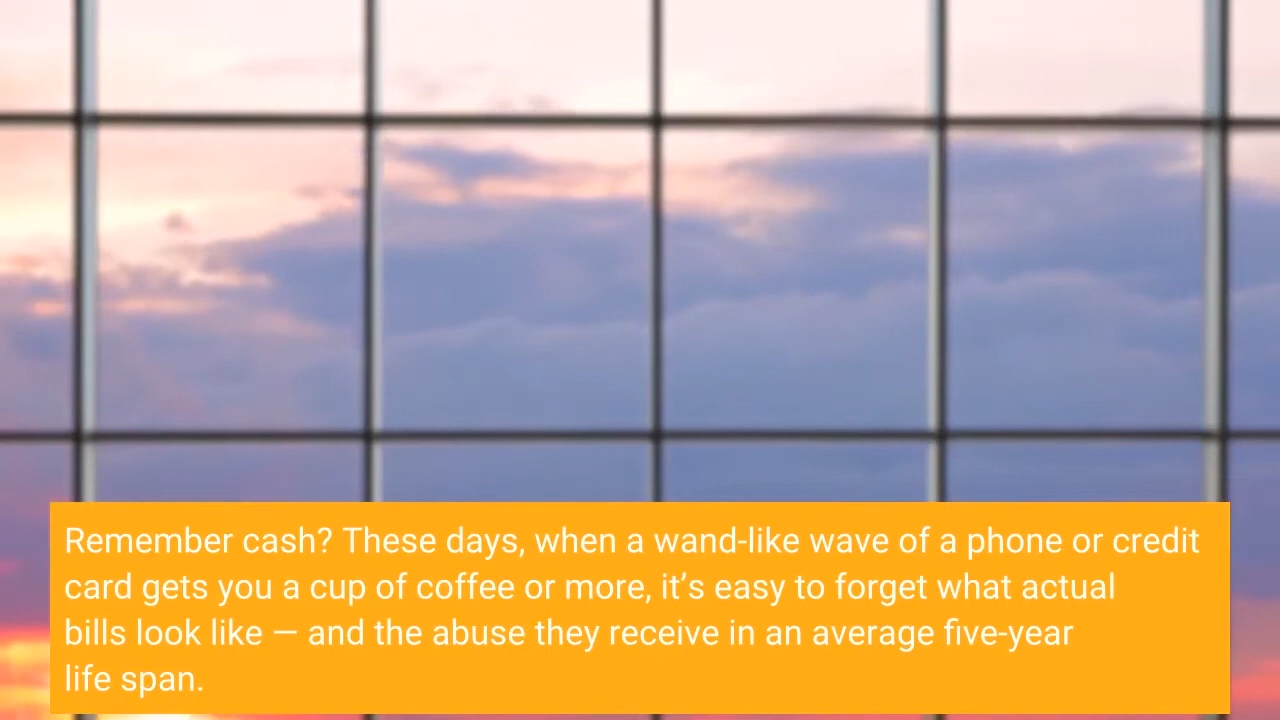 Remember cash? These days, when a wand-like wave of a phone or credit
card gets you a cup of coffee or more, it’s easy to forget what actual
bills look like — and the abuse they receive in an average five-year
life span.